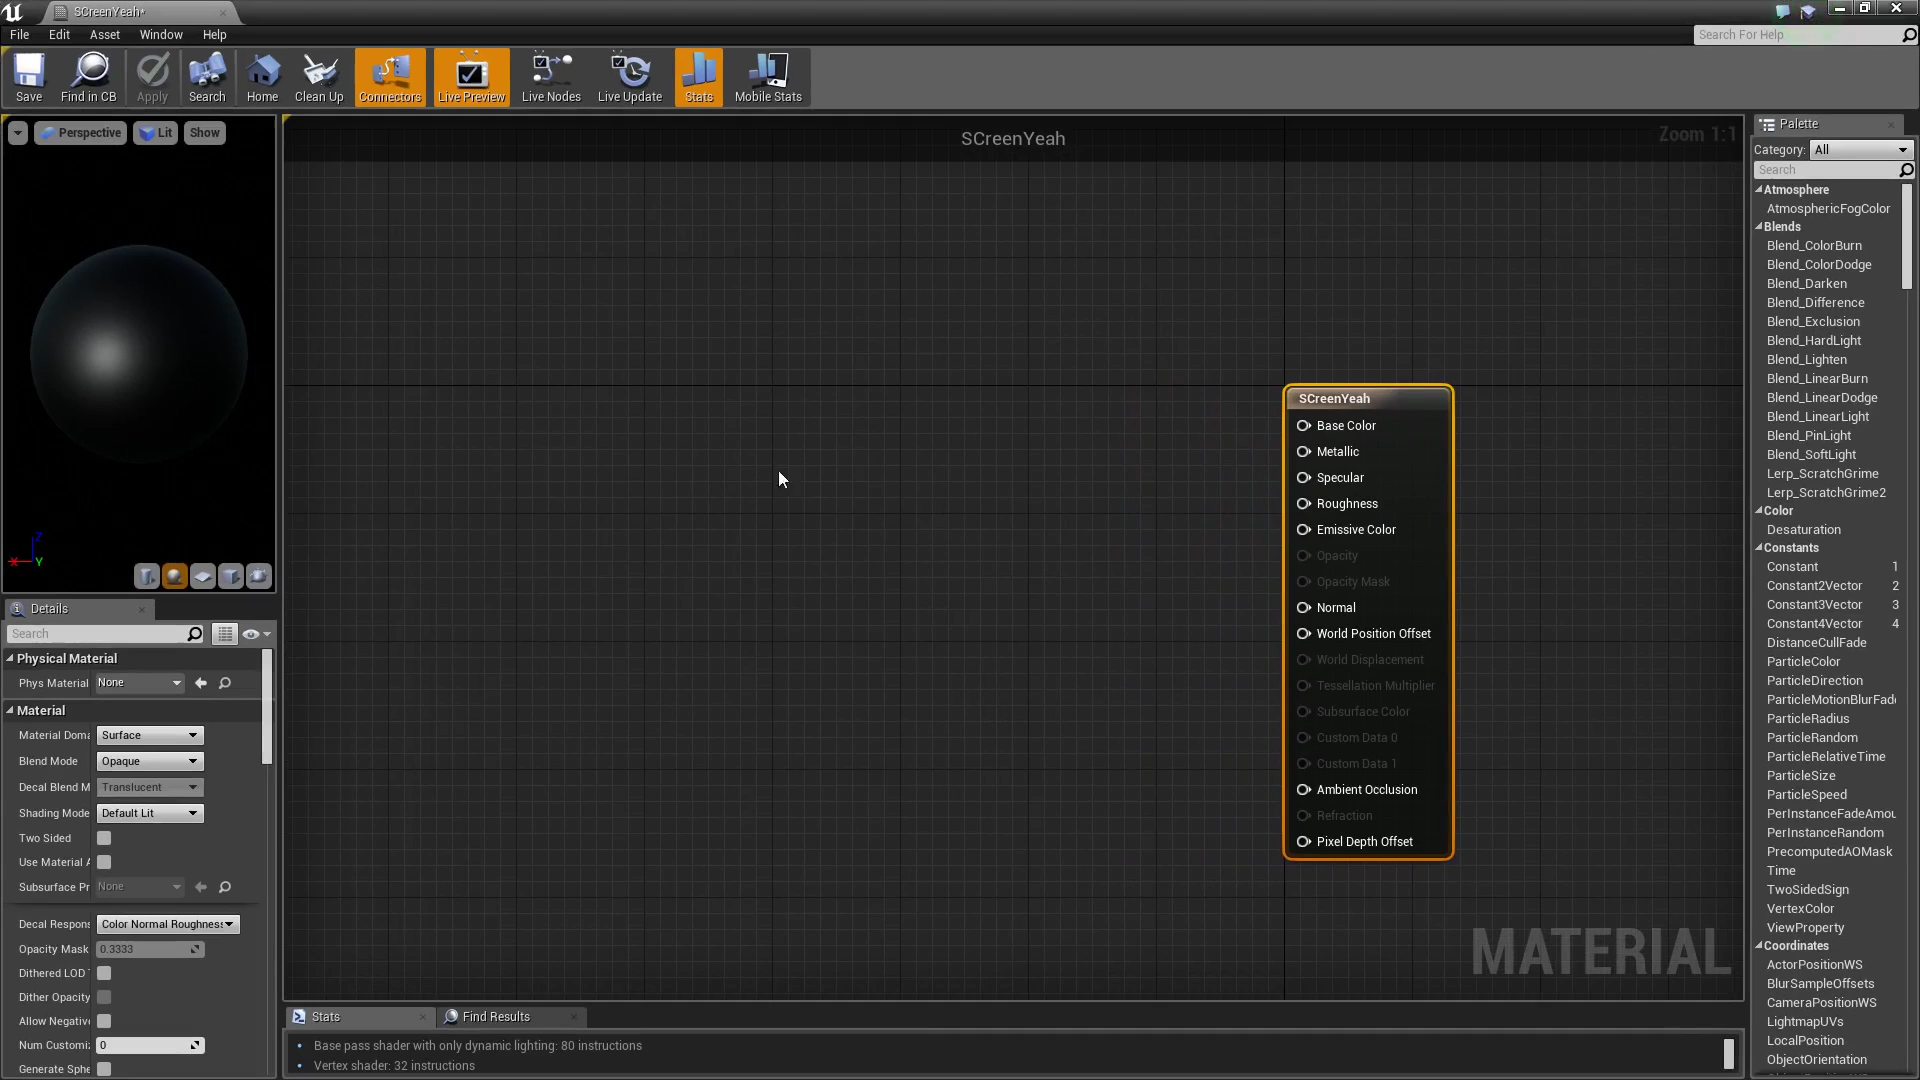 SCreenYeah*
File Edit Asset Window Help
Search For Help
Save Find in CB Apply Search Home Clean Up Connectors Live Preview Live Nodes Live Update Stats Mobile Stats
Perspective Lit Show
SCreenYeah
Zoom 1:1
Z
X Y
Details
Search
Physical Material
Phys Material None
Material
Material Doma Surface
Blend Mode Opaque
Decal Blend M Translucent
Shading Mode Default Lit
Two Sided
Use Material A
Subsurface Pr None
Decal Respons Color Normal Roughness
Opacity Mask 0.3333
Dithered LOD
Dither Opacity
Allow Negative
Num Customiz 0
Generate Sphe
SCreenYeah
Base Color
Metallic
Specular
Roughness
Emissive Color
Opacity
Opacity Mask
Normal
World Position Offset
World Displacement
Tessellation Multiplier
Subsurface Color
Custom Data 0
Custom Data 1
Ambient Occlusion
Refraction
Pixel Depth Offset
MATERIAL
Stats Find Results
Base pass shader with only dynamic lighting: 80 instructions
Vertex shader: 32 instructions
Palette
Category: All
Search
Atmosphere
AtmosphericFogColor
Blends
Blend_ColorBurn
Blend_ColorDodge
Blend_Darken
Blend_Difference
Blend_Exclusion
Blend_HardLight
Blend_Lighten
Blend_LinearBurn
Blend_LinearDodge
Blend_LinearLight
Blend_PinLight
Blend_SoftLight
Lerp_ScratchGrime
Lerp_ScratchGrime2
Color
Desaturation
Constants
Constant 1
Constant2Vector 2
Constant3Vector 3
Constant4Vector 4
DistanceCullFade
ParticleColor
ParticleDirection
ParticleMotionBlurFade
ParticleRadius
ParticleRandom
ParticleRelativeTime
ParticleSize
ParticleSpeed
PerInstanceFadeAmou
PerInstanceRandom
PrecomputedAOMask
Time
TwoSidedSign
VertexColor
ViewProperty
Coordinates
ActorPositionWS
BlurSampleOffsets
CameraPositionWS
LightmapUVs
LocalPosition
ObjectOrientation